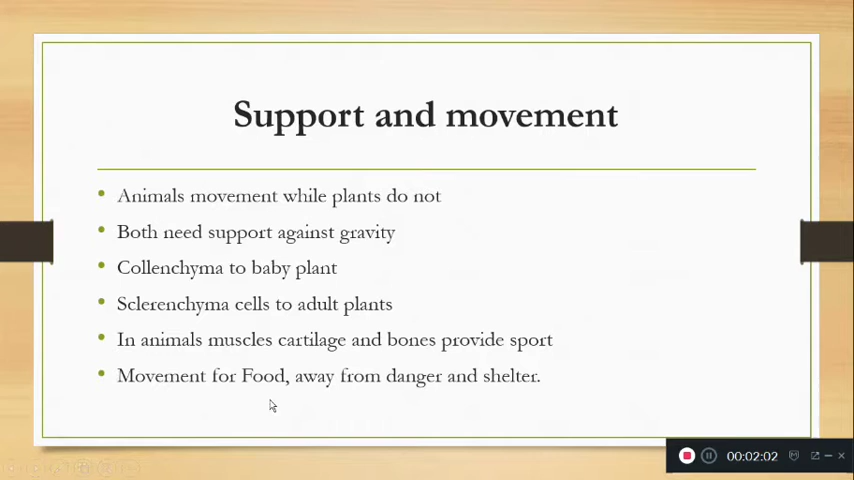 Support and movement
Animals movement while plants do not
Both need support against gravity
Collenchyma to baby plant
Sclerenchyma cells to adult plants
In animals muscles cartilage and bones provide sport
Movement for Food, away from danger and shelter.
00:02:02